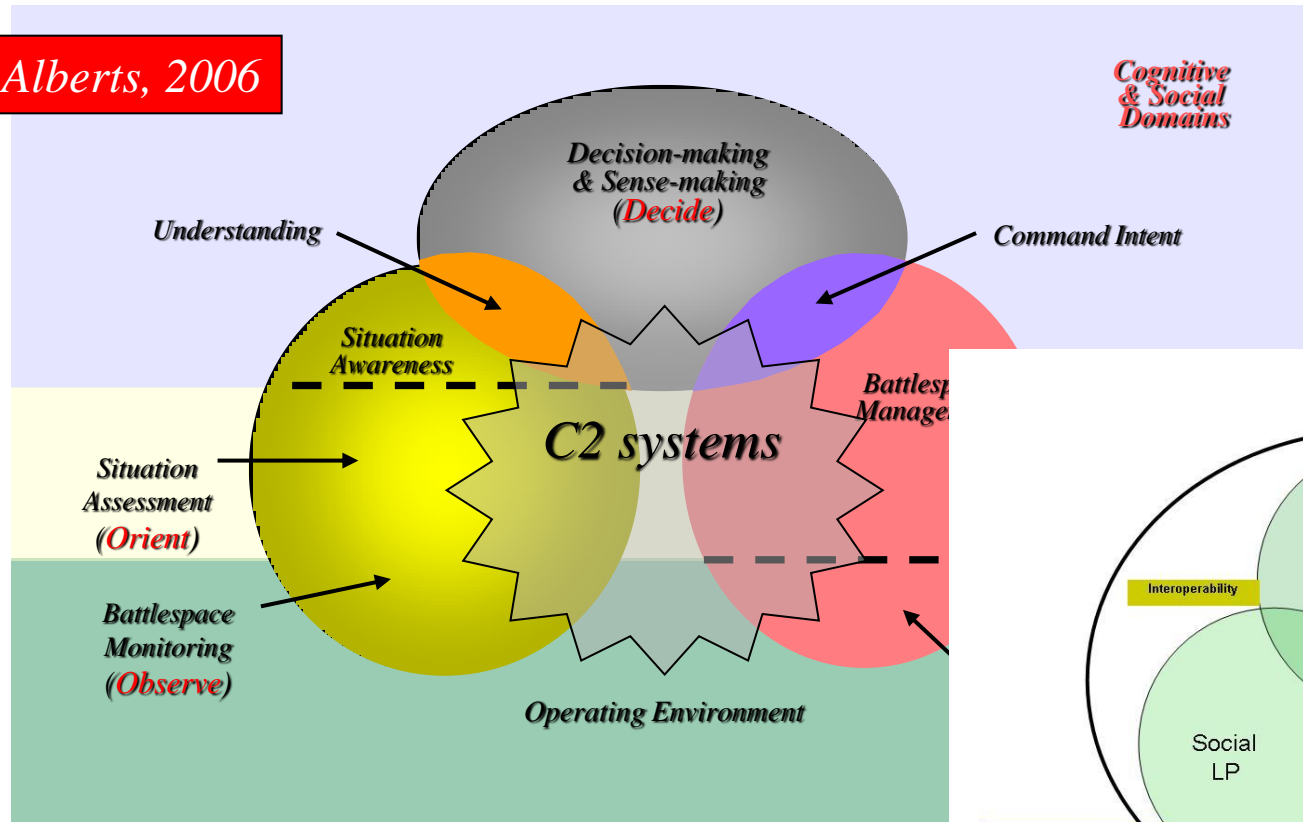 Alberts, 2006
Cognitive
& Social
Domains
Decision-making
& Sense-making
(Decide)
Understanding
Command Intent
Situation
Awareness
C2 systems
Situation
Assessment
(Orient)
Battlespace
Monitoring
(Observe)
Operating Environment
Interoperability
Social
LP